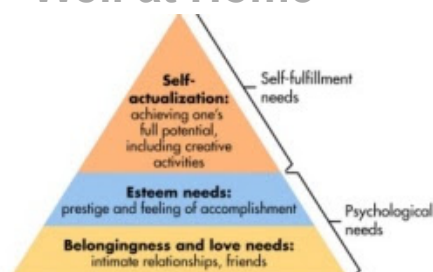 Self-
actualization:
achieving one's
full potential,
including creative
activities
Self-fulfillment
needs
Esteem needs:
prestige and feeling of accomplishment
Psychological
needs
Belongingness and love needs:
intimate relationships, friends